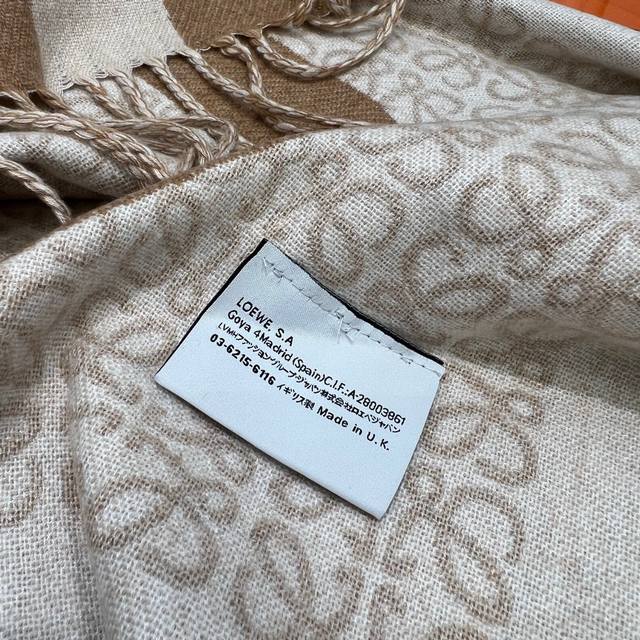 LOEWE, S.A
Goya 4Madrid (Spain)C.I.F.:A-28003861
LVMHファッション・グループ・ジャパン株式会社ロエベジャパン
03-6215-6116 イギリス製 Made in U.K.